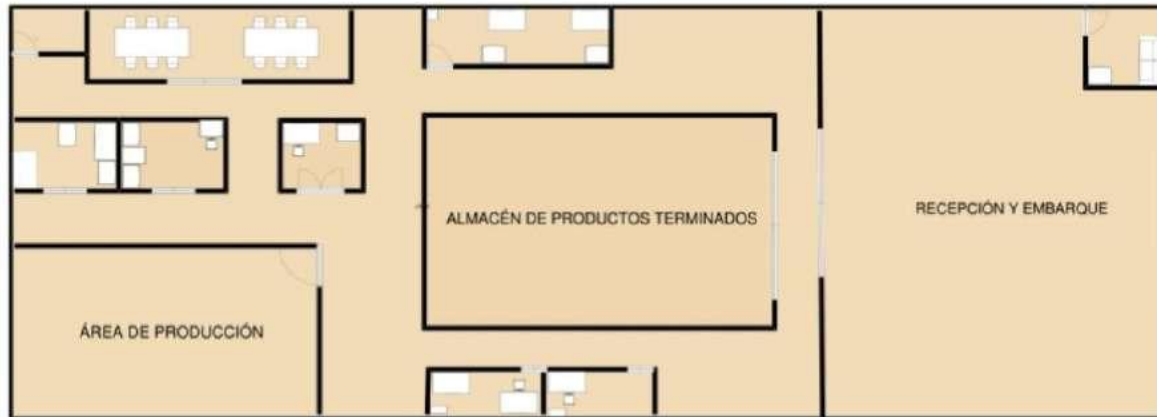 ALMACÉN DE PRODUCTOS TERMINADOS
RECEPCIÓN Y EMBARQUE
ÁREA DE PRODUCCIÓN